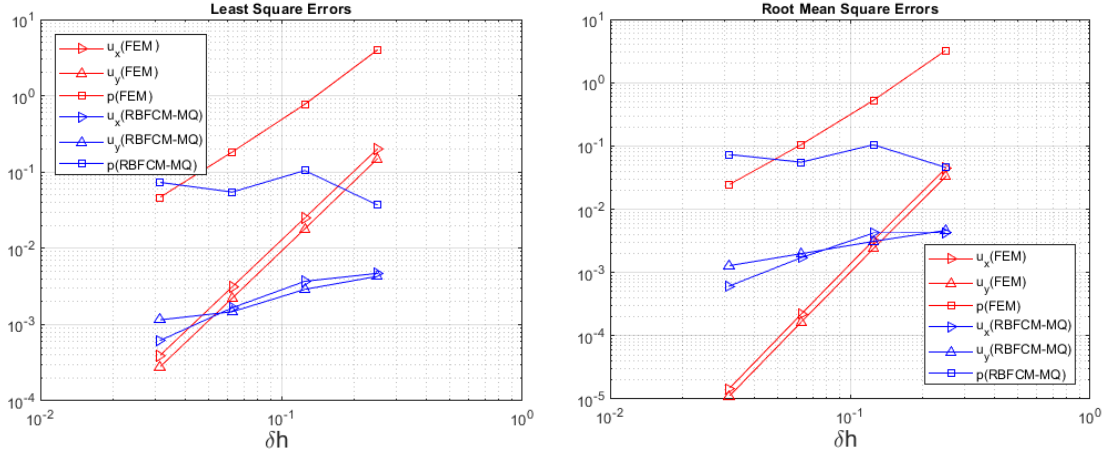 Least Square Errors
10^1
10^0
10^-1
10^-2
10^-3
10^-4
10^-2
10^-1
10^0
δh
u_x(FEM)
u_y(FEM)
p(FEM)
u_x(RBFCM-MQ)
u_y(RBFCM-MQ)
p(RBFCM-MQ)
Root Mean Square Errors
10^1
10^0
10^-1
10^-2
10^-3
10^-4
10^-5
10^-2
10^-1
10^0
δh
u_x(FEM)
u_y(FEM)
p(FEM)
u_x(RBFCM-MQ)
u_y(RBFCM-MQ)
p(RBFCM-MQ)